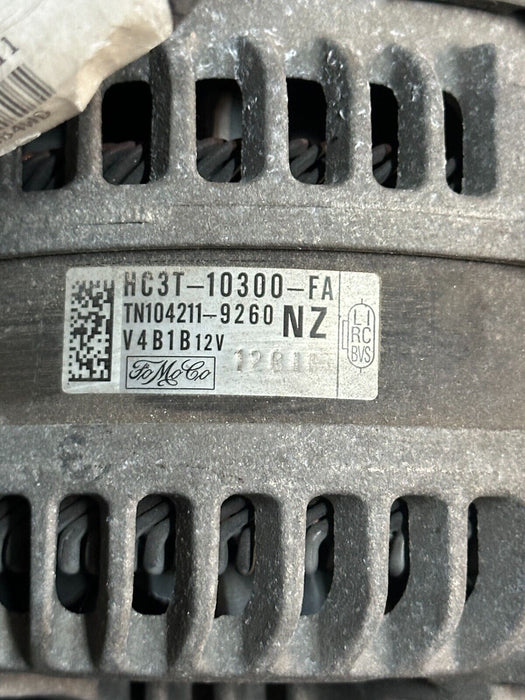 HC3T-10300-FA
TN104211-9260 NZ
V4B1B 12V
FoMoCo
LI
RC
BVS